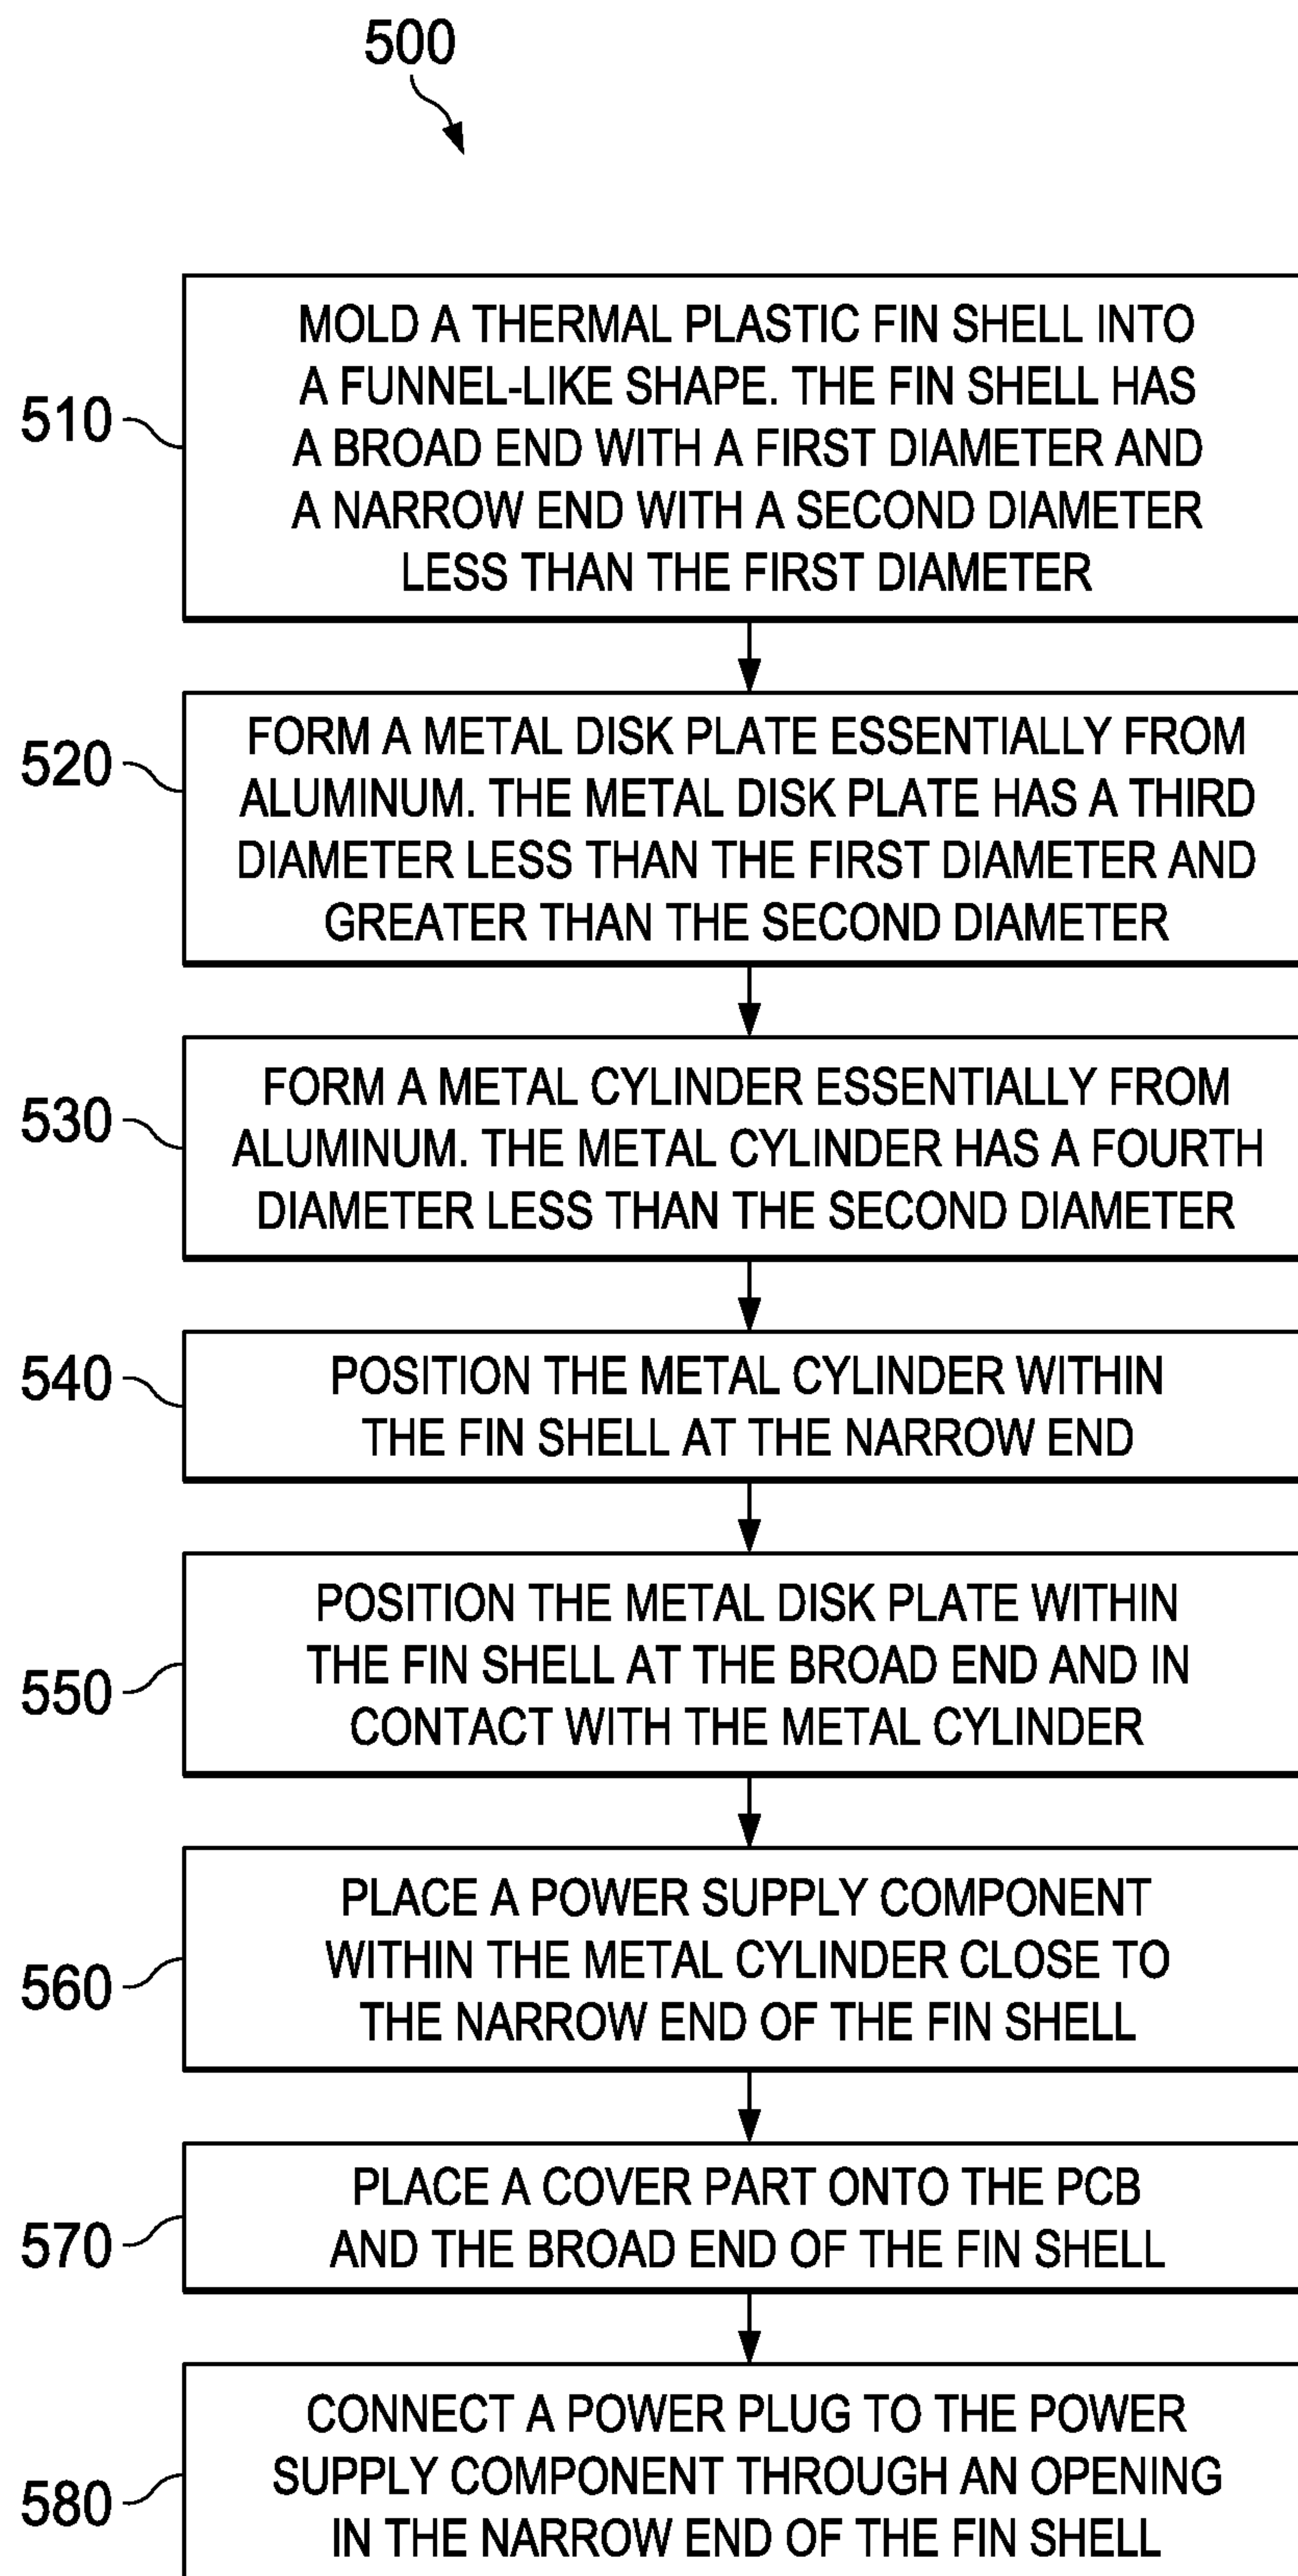 500
510
MOLD A THERMAL PLASTIC FIN SHELL INTO
A FUNNEL-LIKE SHAPE. THE FIN SHELL HAS
A BROAD END WITH A FIRST DIAMETER AND
A NARROW END WITH A SECOND DIAMETER
LESS THAN THE FIRST DIAMETER
520
FORM A METAL DISK PLATE ESSENTIALLY FROM
ALUMINUM. THE METAL DISK PLATE HAS A THIRD
DIAMETER LESS THAN THE FIRST DIAMETER AND
GREATER THAN THE SECOND DIAMETER
530
FORM A METAL CYLINDER ESSENTIALLY FROM
ALUMINUM. THE METAL CYLINDER HAS A FOURTH
DIAMETER LESS THAN THE SECOND DIAMETER
540
POSITION THE METAL CYLINDER WITHIN
THE FIN SHELL AT THE NARROW END
550
POSITION THE METAL DISK PLATE WITHIN
THE FIN SHELL AT THE BROAD END AND IN
CONTACT WITH THE METAL CYLINDER
560
PLACE A POWER SUPPLY COMPONENT
WITHIN THE METAL CYLINDER CLOSE TO
THE NARROW END OF THE FIN SHELL
570
PLACE A COVER PART ONTO THE PCB
AND THE BROAD END OF THE FIN SHELL
580
CONNECT A POWER PLUG TO THE POWER
SUPPLY COMPONENT THROUGH AN OPENING
IN THE NARROW END OF THE FIN SHELL